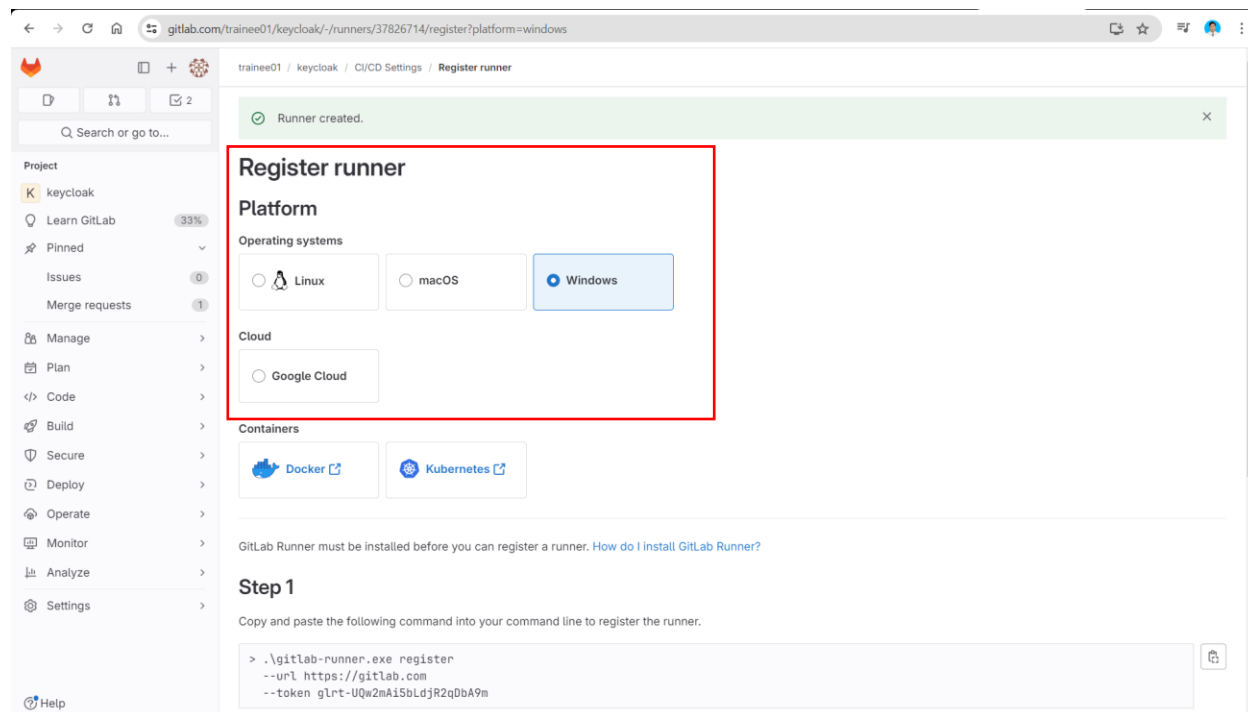 gitlab.com/trainee01/keycloak/-/runners/37826714/register?platform=windows
trainee01 / keycloak / CI/CD Settings / Register runner
2
Search or go to...
Runner created.
Project
K keycloak
Learn GitLab 33%
Pinned
Issues 0
Merge requests 1
Manage
Plan
Code
Build
Secure
Deploy
Operate
Monitor
Analyze
Settings
Help
Register runner
Platform
Operating systems
Linux macOS Windows
Cloud
Google Cloud
Containers
Docker Kubernetes
GitLab Runner must be installed before you can register a runner. How do I install GitLab Runner?
Step 1
Copy and paste the following command into your command line to register the runner.
> .\gitlab-runner.exe register
--url https://gitlab.com
--token glrt-UQw2mAi5bLdjR2qDbA9m